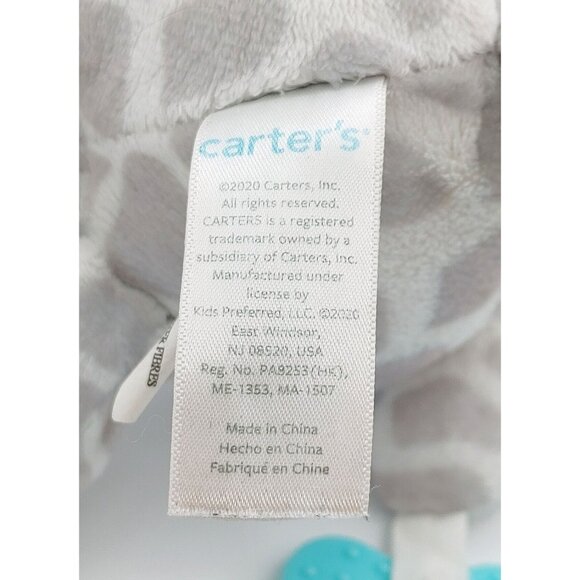 carter's
©2020 Carters, Inc.
All rights reserved.
CARTERS is a registered
trademark owned by a
subsidiary of Carters, Inc.
Manufactured under
license by
Kids Preferred, LLC. ©2020
East Windsor,
NJ 08520, USA
Reg. No. PA8253(HK),
ME-1353, MA-1507
Made in China
Hecho en China
Fabriqué en Chine
FIBRES